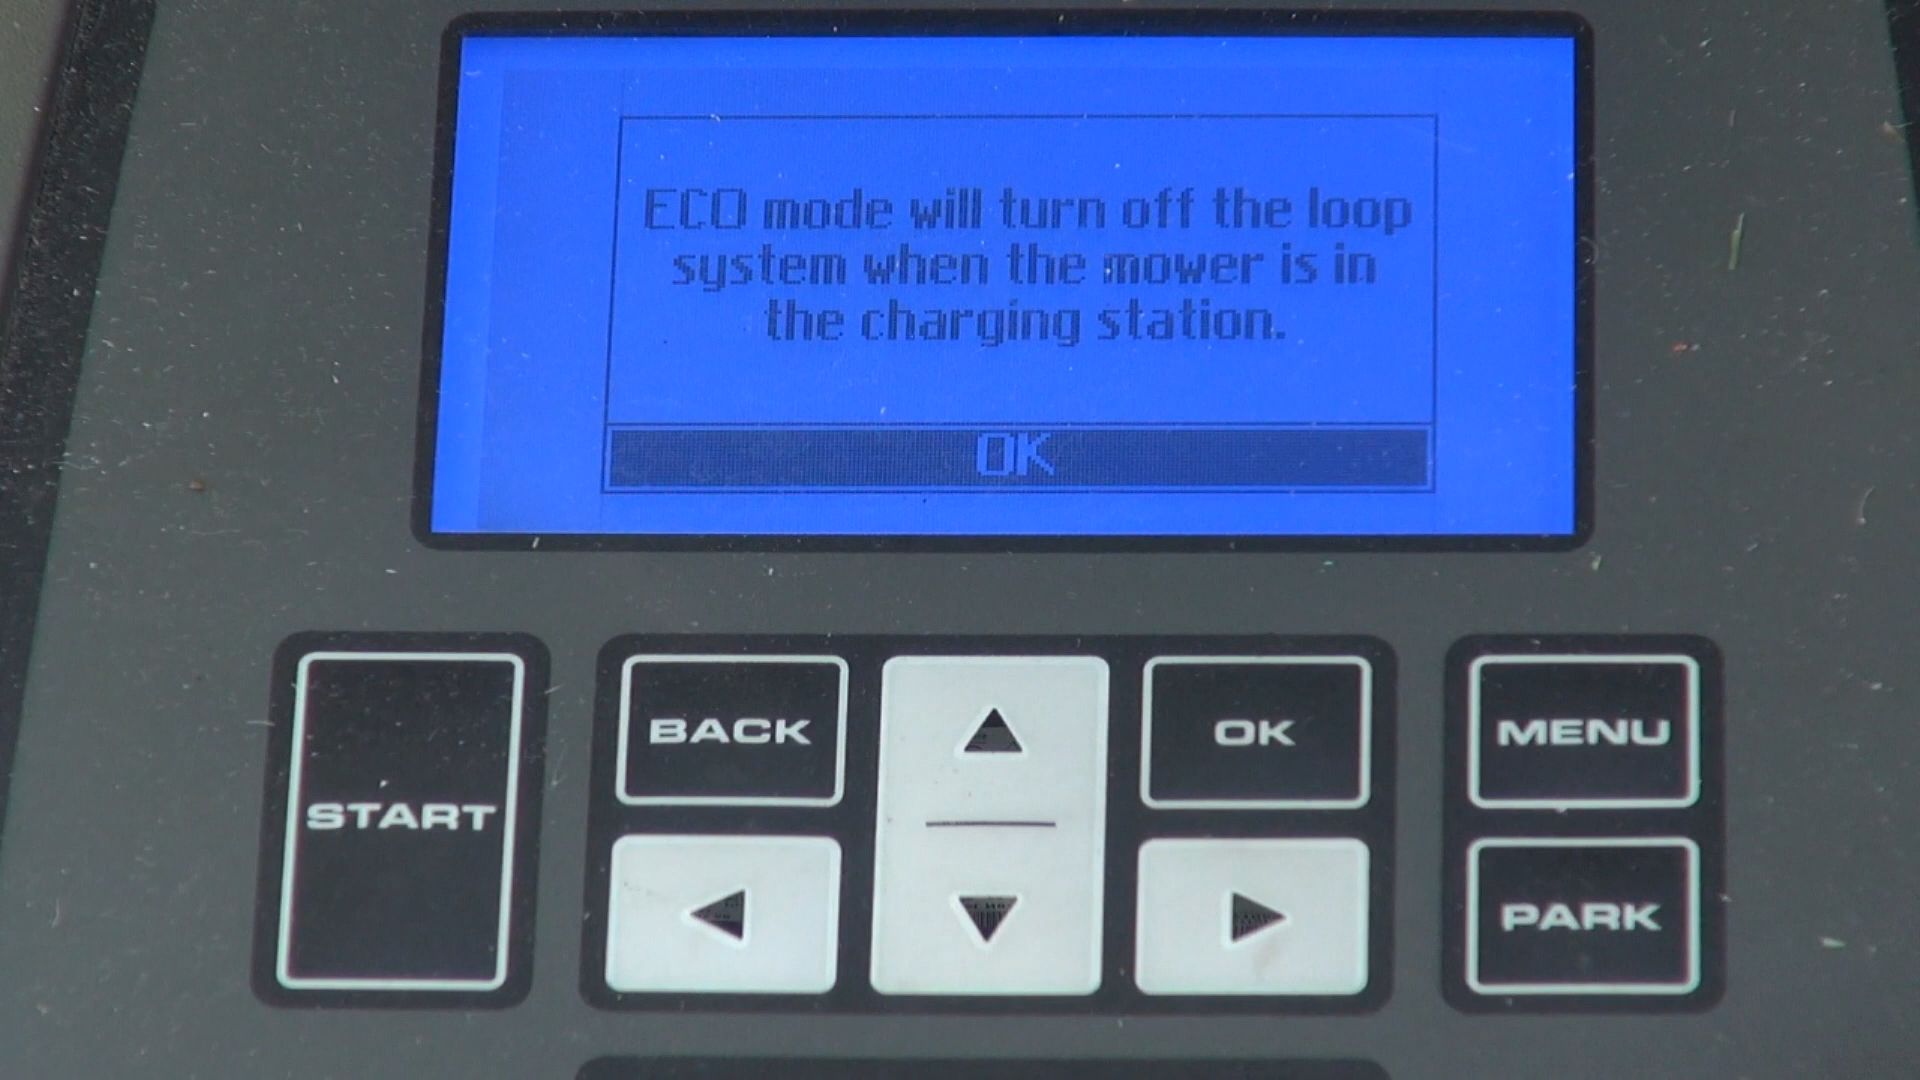 ECO mode will turn off the loop
system when the mower is in
the charging station.
OK
START
BACK
OK
MENU
PARK